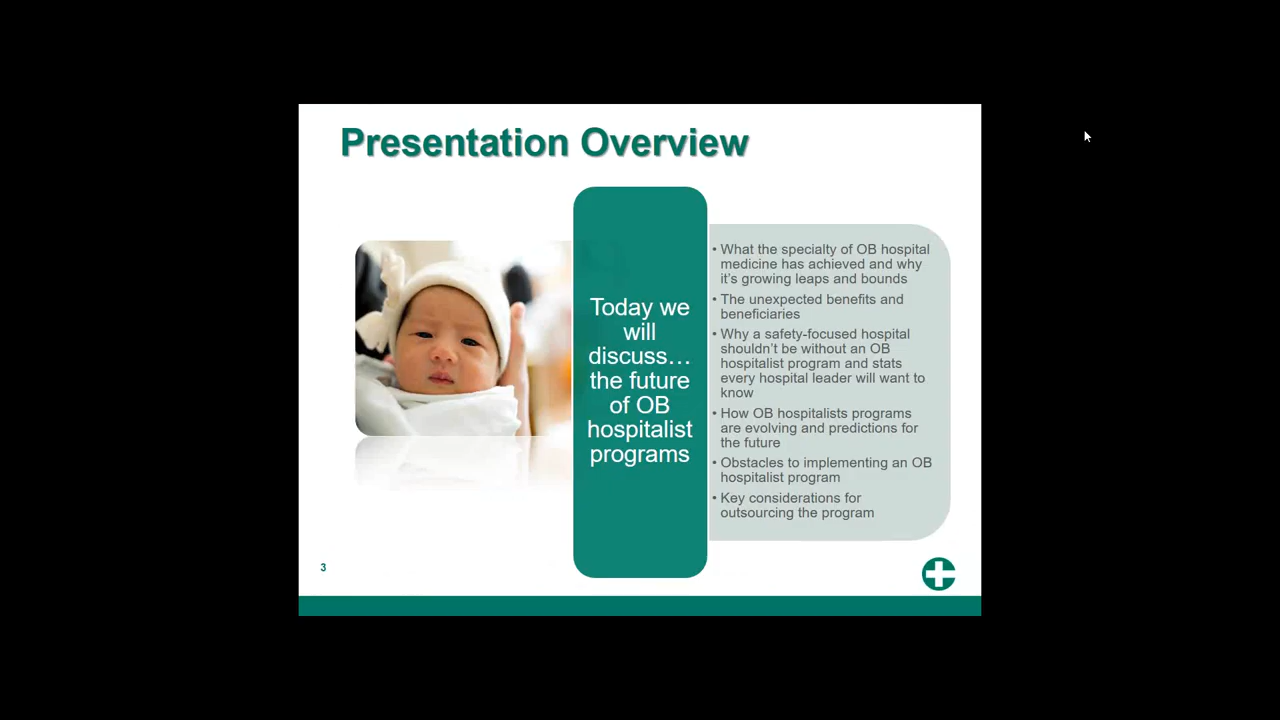 Presentation Overview
Today we
will
discuss…
the future
of OB
hospitalist
programs
• What the specialty of OB hospital
medicine has achieved and why
it’s growing leaps and bounds
• The unexpected benefits and
beneficiaries
• Why a safety-focused hospital
shouldn’t be without an OB
hospitalist program and stats
every hospital leader will want to
know
• How OB hospitalists programs
are evolving and predictions for
the future
• Obstacles to implementing an OB
hospitalist program
• Key considerations for
outsourcing the program
3